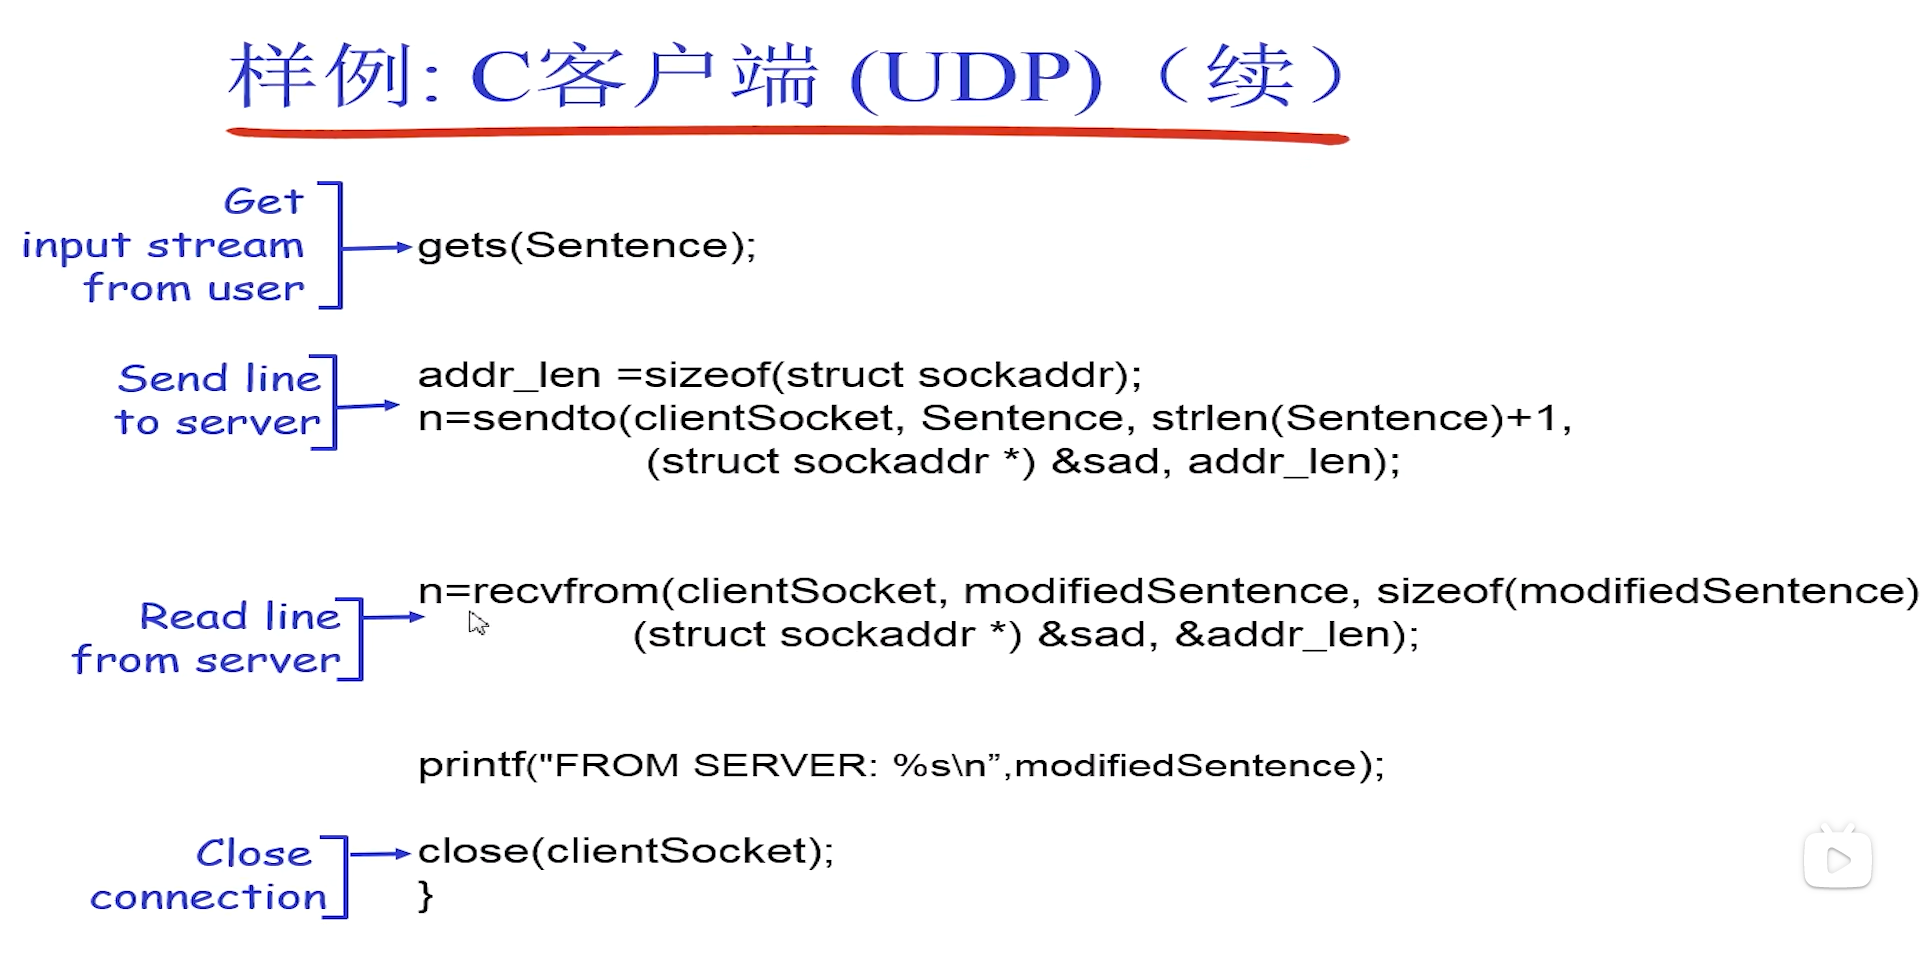 样例: C客户端 (UDP)（续）
Get
input stream
from user
gets(Sentence);
Send line
to server
addr_len =sizeof(struct sockaddr);
n=sendto(clientSocket, Sentence, strlen(Sentence)+1,
(struct sockaddr *) &sad, addr_len);
Read line
from server
n=recvfrom(clientSocket, modifiedSentence, sizeof(modifiedSentence)
(struct sockaddr *) &sad, &addr_len);
printf("FROM SERVER: %s\n”,modifiedSentence);
Close
connection
close(clientSocket);
}